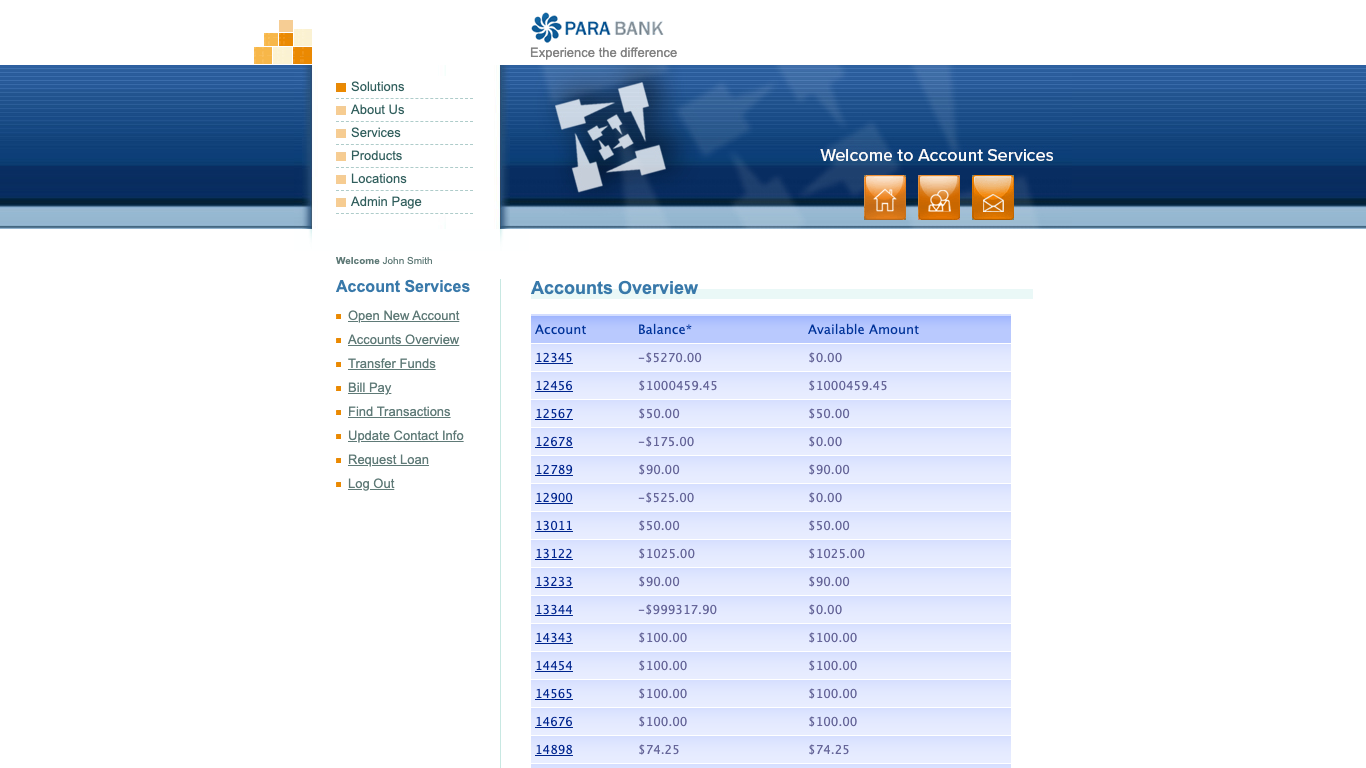 PARA BANK
Experience the difference
Solutions
About Us
Services
Products
Locations
Admin Page
Welcome to Account Services
Welcome John Smith
Account Services
Open New Account
Accounts Overview
Transfer Funds
Bill Pay
Find Transactions
Update Contact Info
Request Loan
Log Out
Accounts Overview
Account Balance* Available Amount
12345 -$5270.00 $0.00
12456 $1000459.45 $1000459.45
12567 $50.00 $50.00
12678 -$175.00 $0.00
12789 $90.00 $90.00
12900 -$525.00 $0.00
13011 $50.00 $50.00
13122 $1025.00 $1025.00
13233 $90.00 $90.00
13344 -$999317.90 $0.00
14343 $100.00 $100.00
14454 $100.00 $100.00
14565 $100.00 $100.00
14676 $100.00 $100.00
14898 $74.25 $74.25